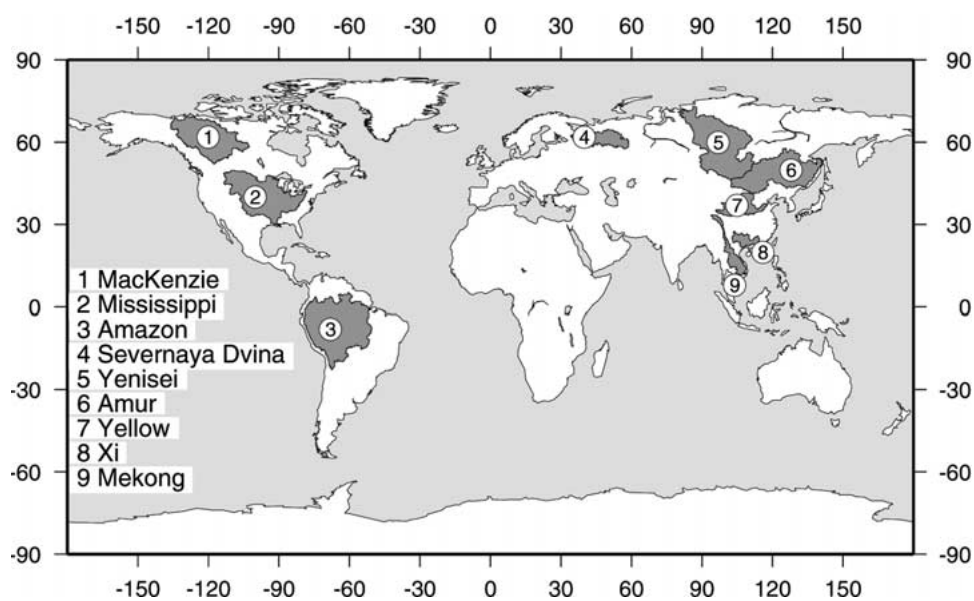 -150 -120 -90 -60 -30 0 30 60 90 120 150
90 90
60 60
30 30
0 0
-30 -30
-60 -60
-90 -90
1
2
3
4
5
6
7
8
9
1 MacKenzie
2 Mississippi
3 Amazon
4 Severnaya Dvina
5 Yenisei
6 Amur
7 Yellow
8 Xi
9 Mekong
-150 -120 -90 -60 -30 0 30 60 90 120 150